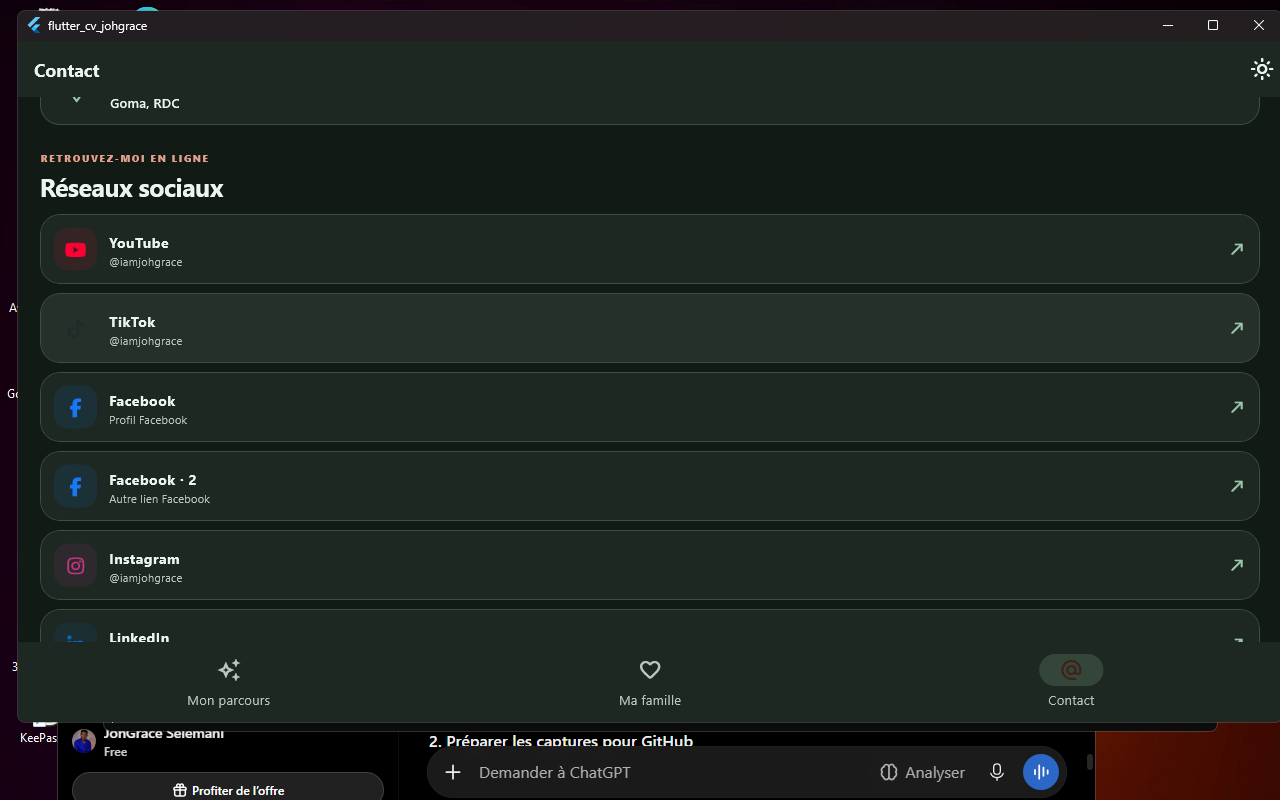 flutter_cv_johgrace
Contact
Goma, RDC
RETROUVEZ-MOI EN LIGNE
Réseaux sociaux
YouTube
@iamjohgrace
TikTok
@iamjohgrace
Facebook
Profil Facebook
Facebook · 2
Autre lien Facebook
Instagram
@iamjohgrace
LinkedIn
Mon parcours
Ma famille
Contact
KeePas
JohGrace Selemani
Free
2. Préparer les captures pour GitHub
Demander à ChatGPT
Analyser
Profiter de l'offre